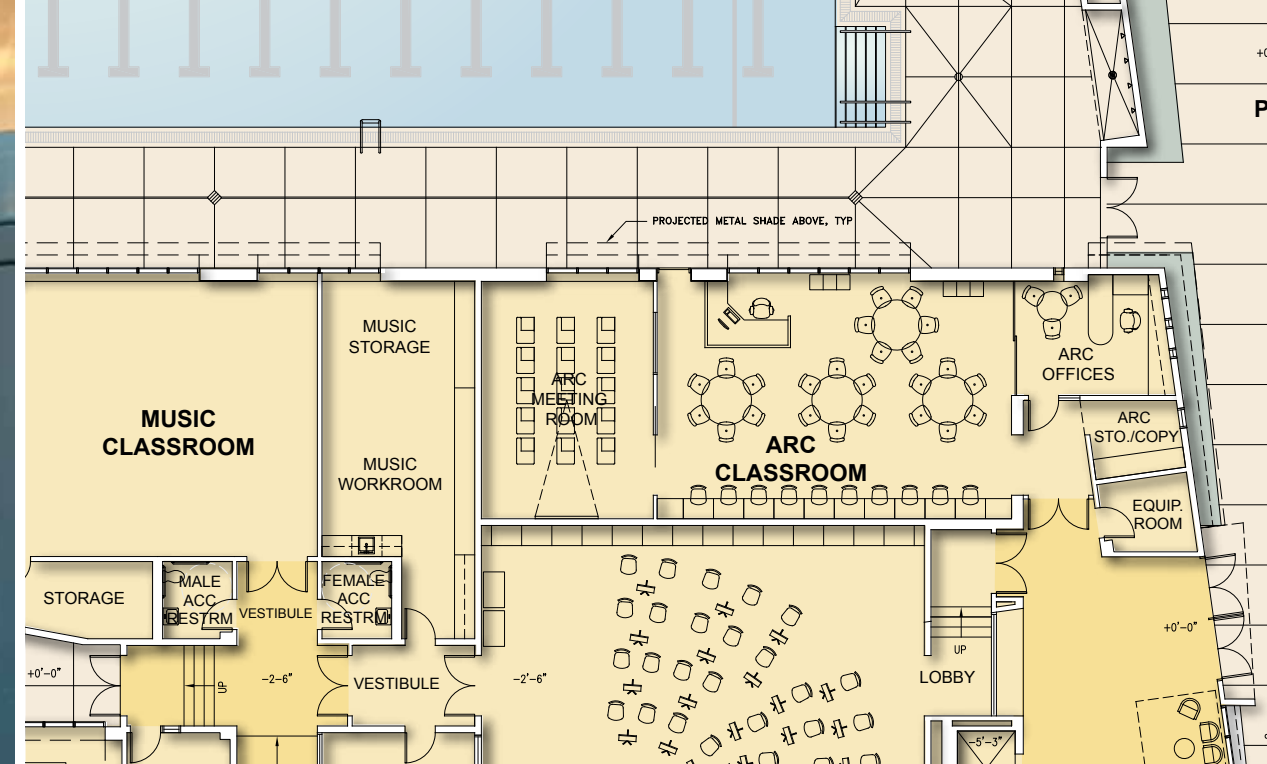 +0
P
PROJECTED METAL SHADE ABOVE, TYP
MUSIC
STORAGE
ARC
OFFICES
ARC
MEETING
ROOM
MUSIC
CLASSROOM
ARC
STO./COPY
ARC
CLASSROOM
MUSIC
WORKROOM
EQUIP.
ROOM
STORAGE
MALE
ACC
RESTRM
VESTIBULE
FEMALE
ACC
RESTRM
+0'-0"
UP
+0'-0"
-2-6"
UP
VESTIBULE
-2'-6"
LOBBY
-5'-3"